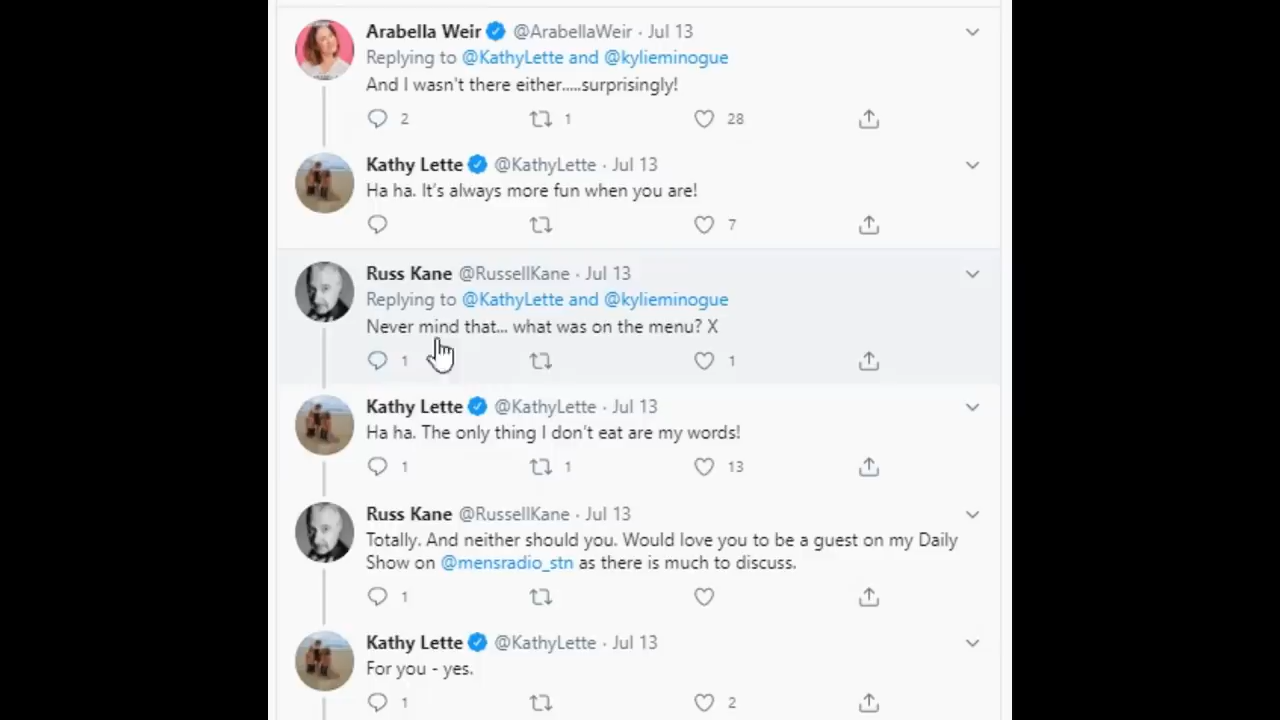 Arabella Weir @ArabellaWeir · Jul 13
Replying to @KathyLette and @kylieminogue
And I wasn't there either.....surprisingly!
2 1 28
Kathy Lette @KathyLette · Jul 13
Ha ha. It's always more fun when you are!
7
Russ Kane @RussellKane · Jul 13
Replying to @KathyLette and @kylieminogue
Never mind that... what was on the menu? X
1 1
Kathy Lette @KathyLette · Jul 13
Ha ha. The only thing I don't eat are my words!
1 1 13
Russ Kane @RussellKane · Jul 13
Totally. And neither should you. Would love you to be a guest on my Daily
Show on @mensradio_stn as there is much to discuss.
1
Kathy Lette @KathyLette · Jul 13
For you - yes.
1 2